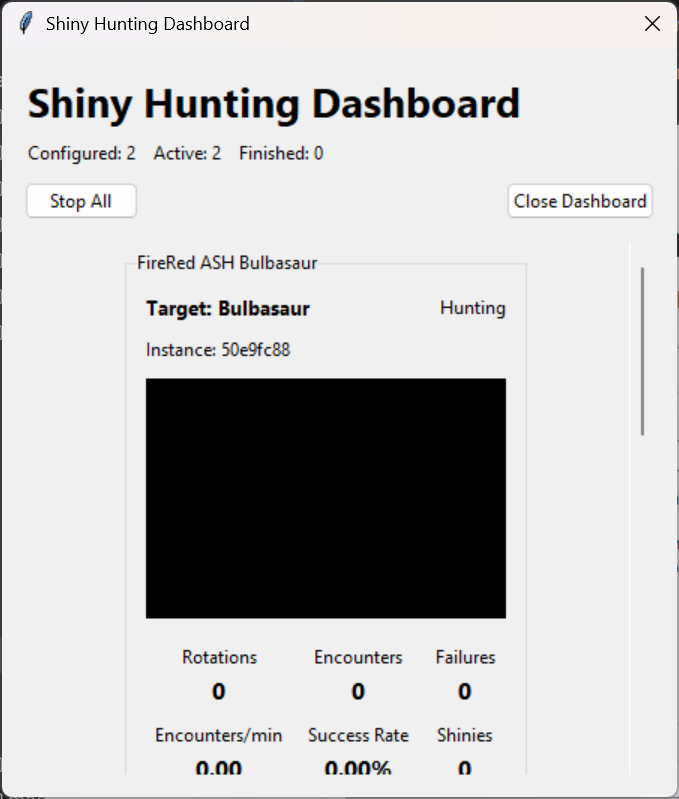 Shiny Hunting Dashboard
Shiny Hunting Dashboard
Configured: 2 Active: 2 Finished: 0
Stop All Close Dashboard
FireRed ASH Bulbasaur
Target: Bulbasaur Hunting
Instance: 50e9fc88
Rotations Encounters Failures
0 0 0
Encounters/min Success Rate Shinies
0.00 0.00% 0